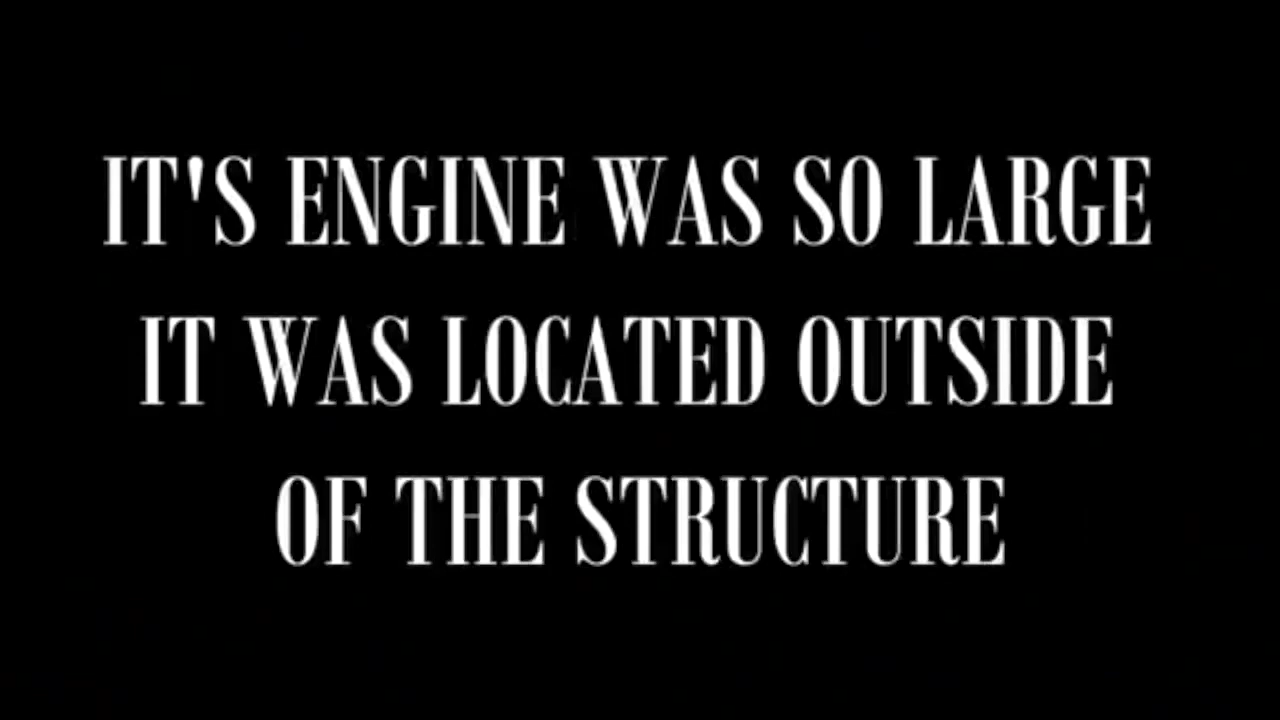 IT'S ENGINE WAS SO LARGE
IT WAS LOCATED OUTSIDE
OF THE STRUCTURE